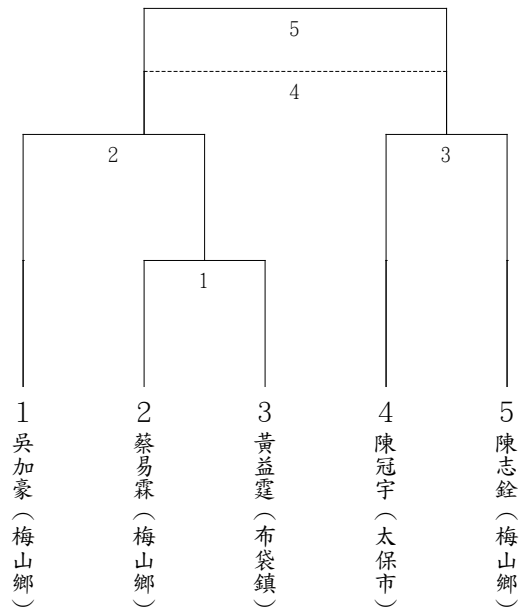 5
4
2
3
1
1 吳加豪（梅山鄉）
2 蔡易霖（梅山鄉）
3 黃益霆（布袋鎮）
4 陳冠宇（太保市）
5 陳志銓（梅山鄉）